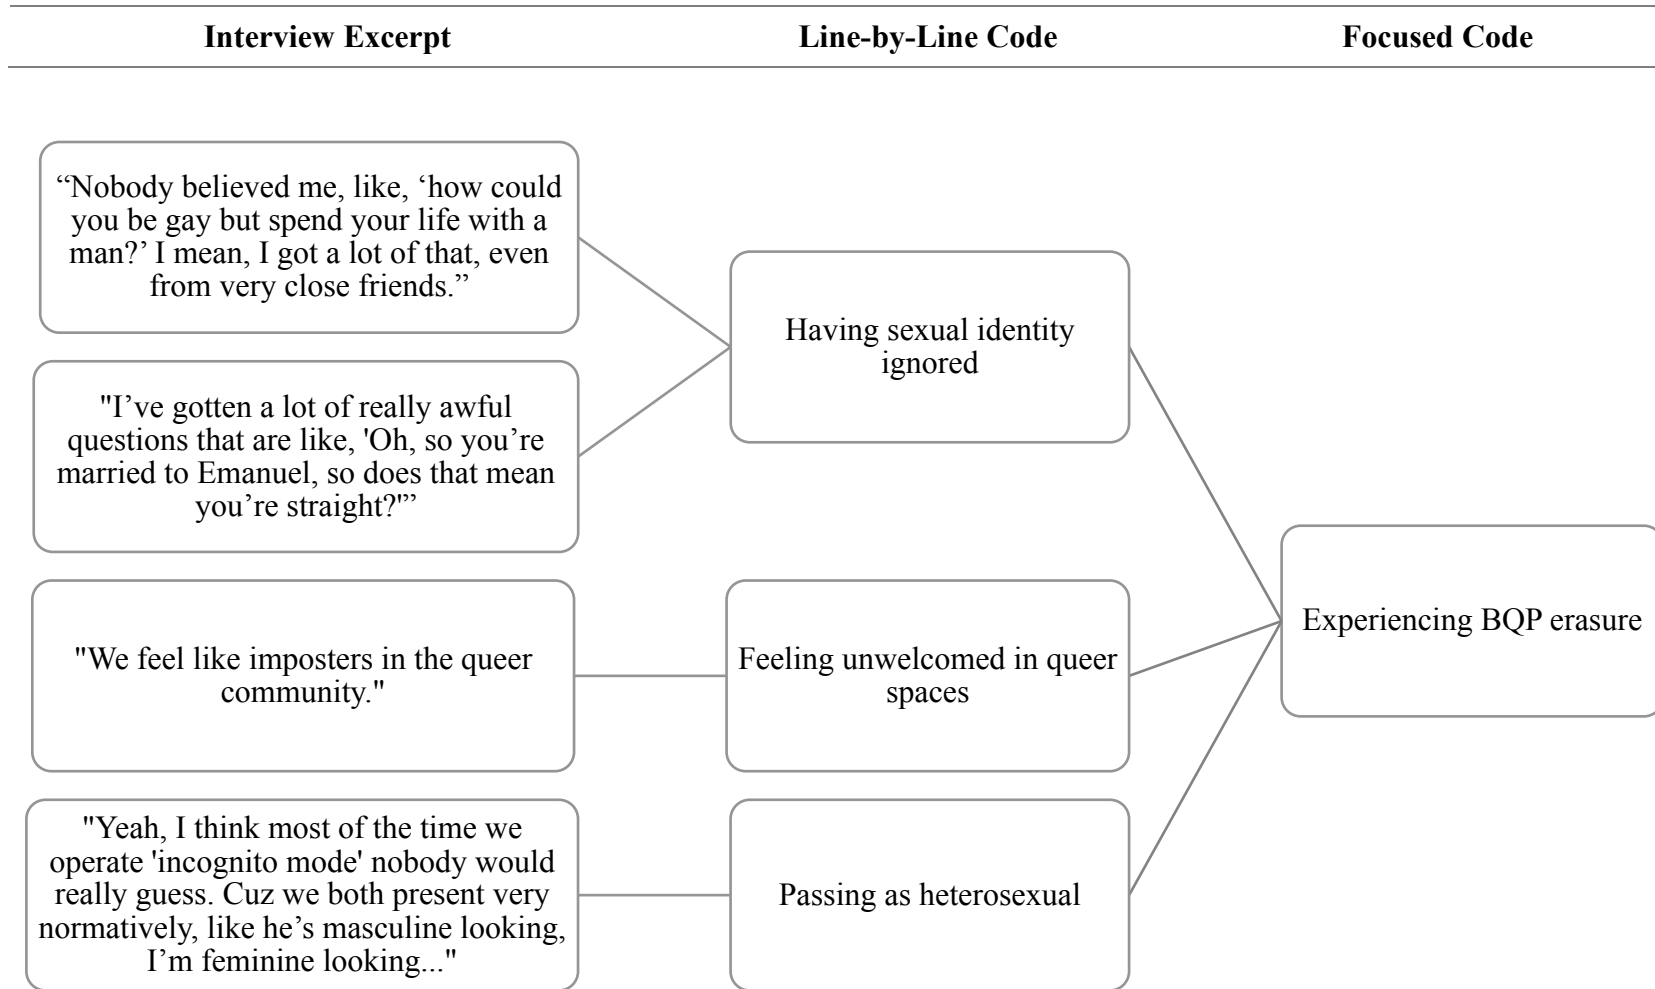 Interview Excerpt
Line-by-Line Code
Focused Code
“Nobody believed me, like, ‘how could
you be gay but spend your life with a
man?’ I mean, I got a lot of that, even
from very close friends.”
"I’ve gotten a lot of really awful
questions that are like, 'Oh, so you’re
married to Emanuel, so does that mean
you’re straight?'”
Having sexual identity
ignored
"We feel like imposters in the queer
community."
Feeling unwelcomed in queer
spaces
"Yeah, I think most of the time we
operate 'incognito mode' nobody would
really guess. Cuz we both present very
normatively, like he’s masculine looking,
I’m feminine looking..."
Passing as heterosexual
Experiencing BQP erasure